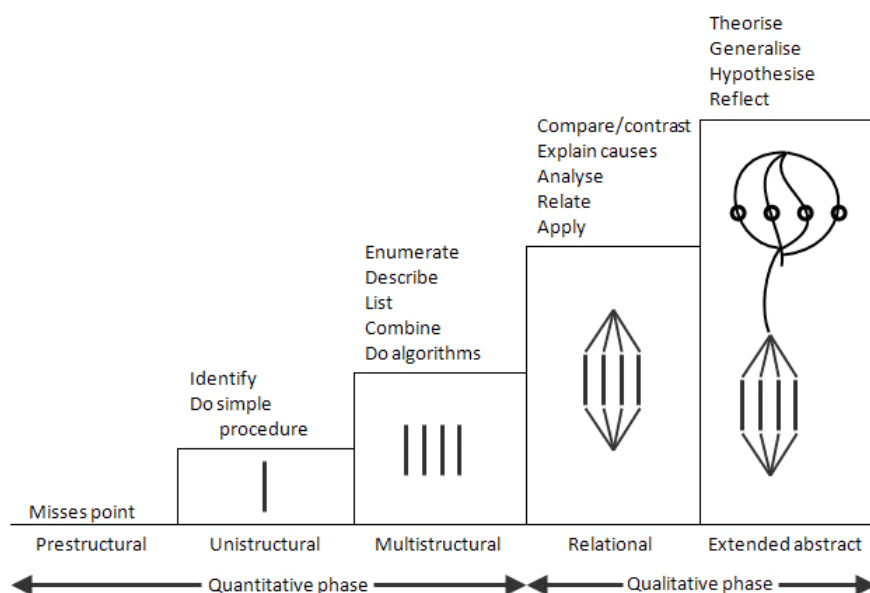 Theorise
Generalise
Hypothesise
Reflect
Compare/contrast
Explain causes
Analyse
Relate
Apply
Enumerate
Describe
List
Combine
Do algorithms
Identify
Do simple
procedure
Misses point
Prestructural
Unistructural
Multistructural
Relational
Extended abstract
Quantitative phase
Qualitative phase